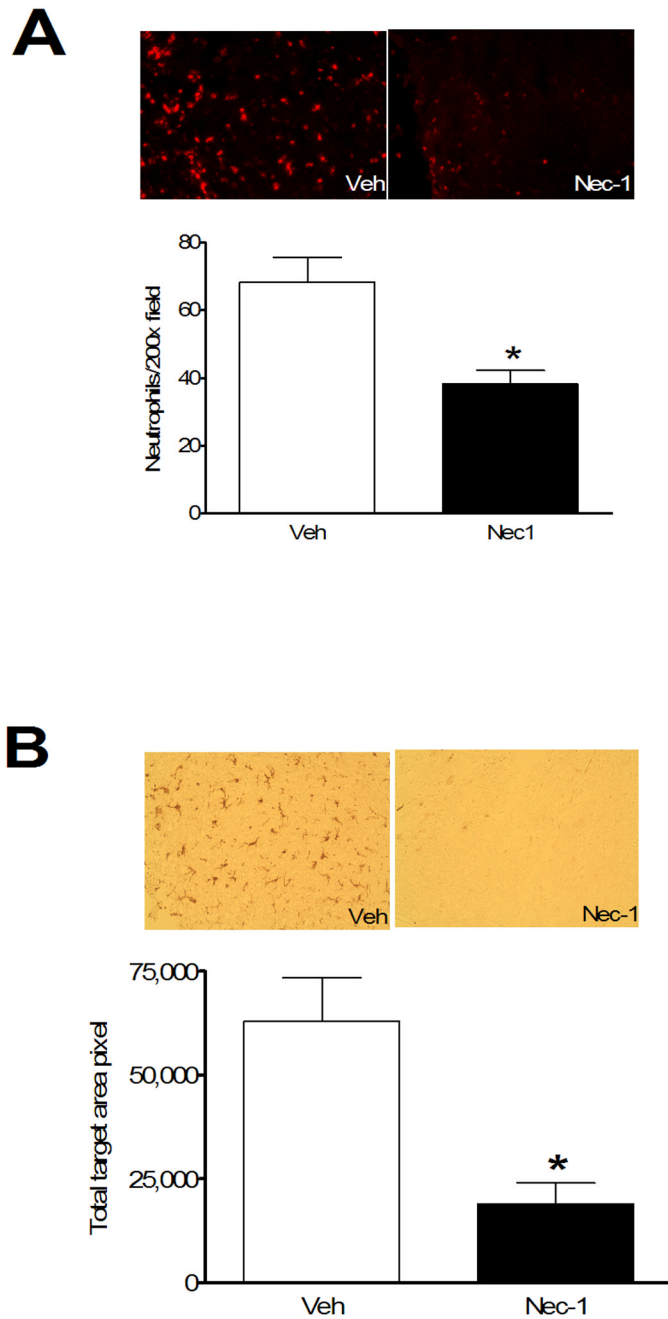 A
Veh
Nec-1
80
60
40
20
0
Neutrophils/200x field
*
Veh
Nec1
B
Veh
Nec-1
75,000
50,000
25,000
0
Total target area pixel
*
Veh
Nec-1